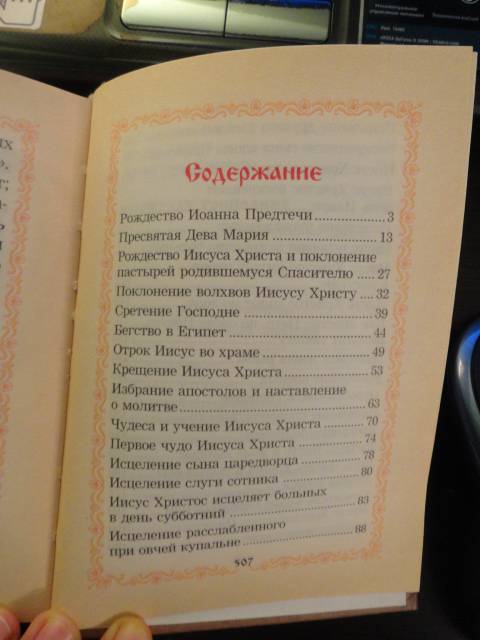 Содержание
Рождество Иоанна Предтечи ..................... 3
Пресвятая Дева Мария ........................... 13
Рождество Иисуса Христа и поклонение
пастырей родившемуся Спасителю ..... 27
Поклонение волхвов Иисусу Христу .... 32
Сретение Господне ................................ 39
Бегство в Египет .................................... 44
Отрок Иисус во храме ............................ 49
Крещение Иисуса Христа ....................... 53
Избрание апостолов и наставление
о молитве ............................................... 63
Чудеса и учение Иисуса Христа ............ 70
Первое чудо Иисуса Христа .................. 74
Исцеление сына царедворца .................. 78
Исцеление слуги сотника ...................... 80
Иисус Христос исцеляет больных
в день субботний ................................... 83
Исцеление расслабленного
при овчей купальне ............................... 88
507